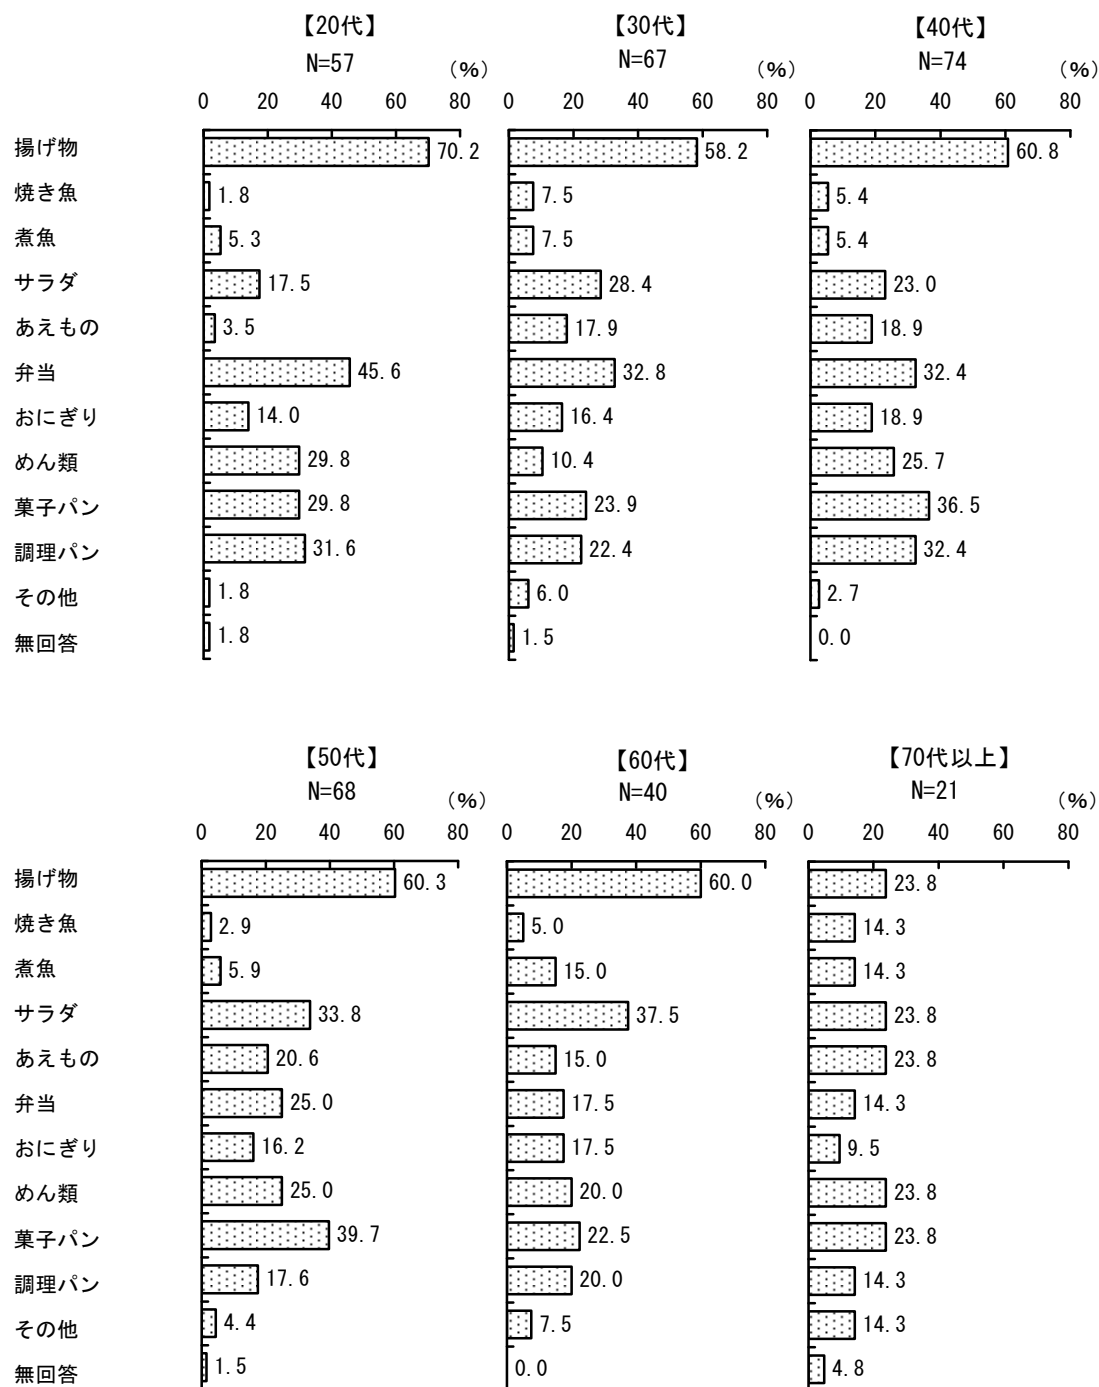 【20代】 【30代】 【40代】
N=57 N=67 N=74
(%) (%) (%)
0 20 40 60 80 0 20 40 60 80 0 20 40 60 80
揚げ物 70.2 58.2 60.8
焼き魚 1.8 7.5 5.4
煮魚 5.3 7.5 5.4
サラダ 17.5 28.4 23.0
あえもの 3.5 17.9 18.9
弁当 45.6 32.8 32.4
おにぎり 14.0 16.4 18.9
めん類 29.8 10.4 25.7
菓子パン 29.8 23.9 36.5
調理パン 31.6 22.4 32.4
その他 1.8 6.0 2.7
無回答 1.8 1.5 0.0
【50代】 【60代】 【70代以上】
N=68 N=40 N=21
(%) (%) (%)
0 20 40 60 80 0 20 40 60 80 0 20 40 60 80
揚げ物 60.3 60.0 23.8
焼き魚 2.9 5.0 14.3
煮魚 5.9 15.0 14.3
サラダ 33.8 37.5 23.8
あえもの 20.6 15.0 23.8
弁当 25.0 17.5 14.3
おにぎり 16.2 17.5 9.5
めん類 25.0 20.0 23.8
菓子パン 39.7 22.5 23.8
調理パン 17.6 20.0 14.3
その他 4.4 7.5 14.3
無回答 1.5 0.0 4.8